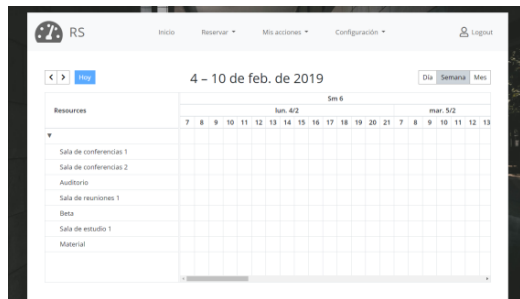 RS Inicio Reservar Mis acciones Configuración Logout
Hoy 4 – 10 de feb. de 2019 Día Semana Mes
Resources
Sm 6
lun. 4/2 mar. 5/2
7 8 9 10 11 12 13 14 15 16 17 18 19 20 21 7 8 9 10 11 12 13
Sala de conferencias 1
Sala de conferencias 2
Auditorio
Sala de reuniones 1
Beta
Sala de estudio 1
Material